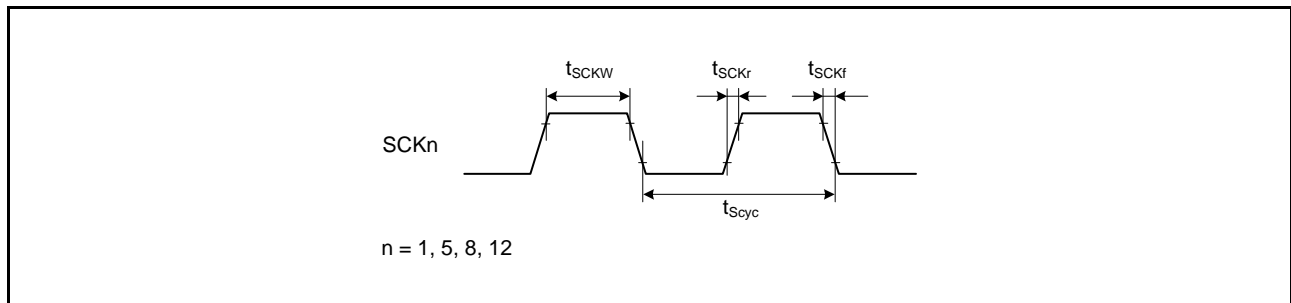 tSCKW tSCKr tSCKf
SCKn
tScyc
n = 1, 5, 8, 12